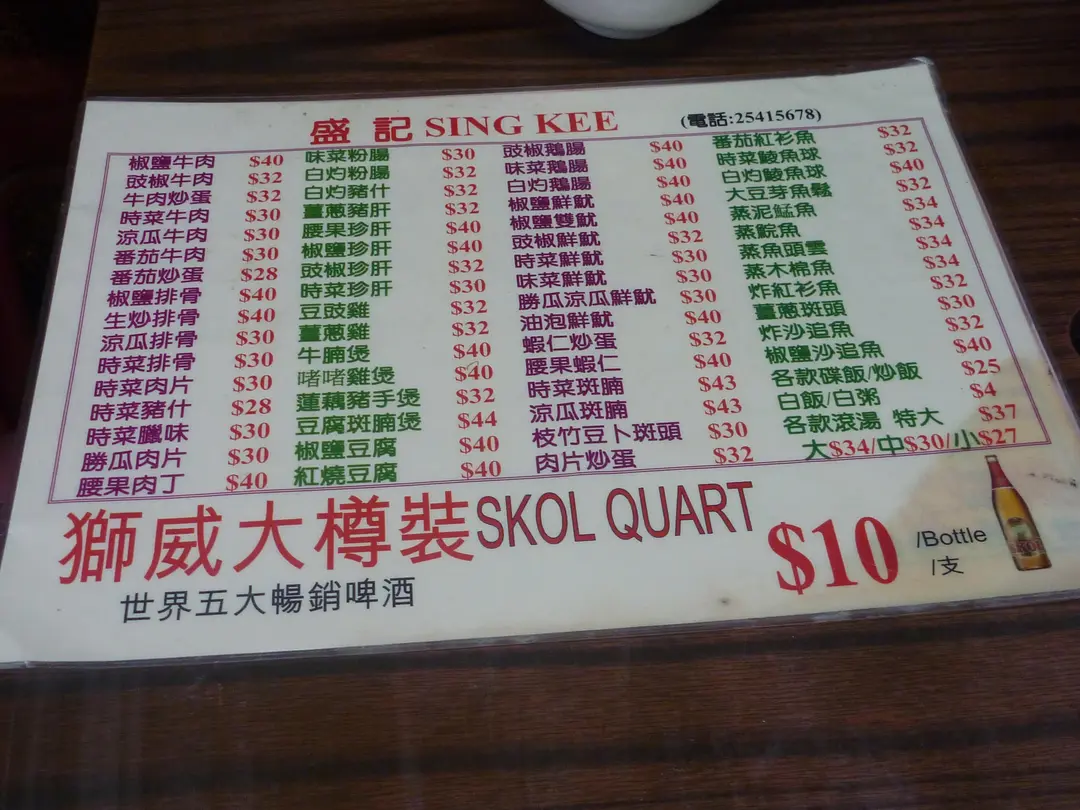 盛記 SING KEE (電話:25415678)
椒鹽牛肉 $40
豉椒牛肉 $32
牛肉炒蛋 $32
時菜牛肉 $30
涼瓜牛肉 $30
番茄牛肉 $30
番茄炒蛋 $28
椒鹽排骨 $40
生炒排骨 $40
涼瓜排骨 $30
時菜排骨 $30
時菜肉片 $30
時菜豬什 $28
時菜臘味 $30
勝瓜肉片 $30
腰果肉丁 $40
味菜粉腸 $30
白灼粉腸 $32
白灼豬什 $32
薑蔥豬肝 $32
腰果珍肝 $40
椒鹽珍肝 $40
豉椒珍肝 $32
時菜珍肝 $30
豆豉雞 $32
薑蔥雞 $32
牛腩煲 $40
啫啫雞煲 $40
蓮藕豬手煲 $32
豆腐斑腩煲 $44
椒鹽豆腐 $40
紅燒豆腐 $40
豉椒鵝腸 $40
味菜鵝腸 $40
白灼鵝腸 $40
椒鹽鮮魷 $40
椒鹽雙魷 $40
豉椒鮮魷 $32
時菜鮮魷 $30
味菜鮮魷 $30
勝瓜涼瓜鮮魷 $30
油泡鮮魷 $40
蝦仁炒蛋 $32
腰果蝦仁 $40
時菜斑腩 $43
涼瓜斑腩 $43
枝竹豆卜斑頭 $30
肉片炒蛋 $32
番茄紅衫魚 $32
時菜鯪魚球 $32
白灼鯪魚球 $40
大豆芽魚鬆 $32
蒸泥鯭魚 $34
蒸鯇魚 $34
蒸魚頭雲 $34
蒸木棉魚 $34
炸紅衫魚 $32
薑蔥斑頭 $30
炸沙追魚 $32
椒鹽沙追魚 $40
各款碟飯/炒飯 $25
白飯/白粥 $4
各款滾湯 特大 $37
大$34/中$30/小$27
獅威大樽裝 SKOL QUART $10 /Bottle
/支
世界五大暢銷啤酒